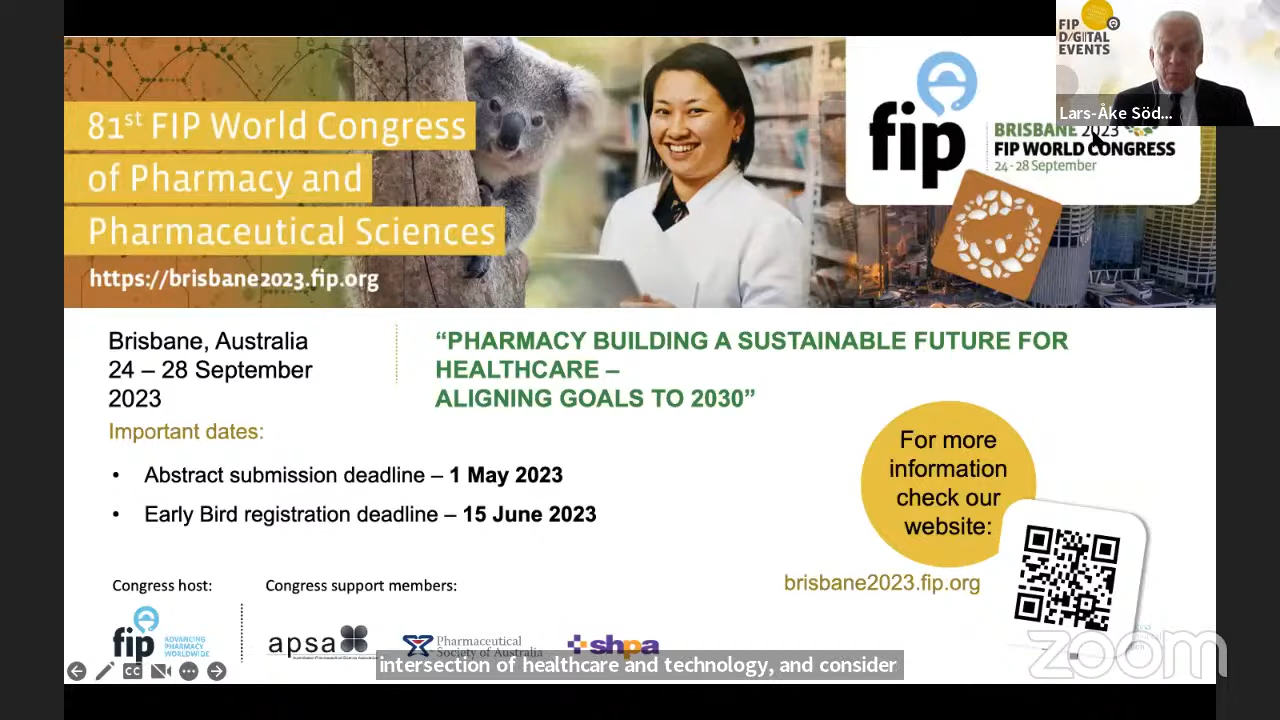 FIP
DIGITAL
EVENTS
Lars-Åke Söd...
81st FIP World Congress
of Pharmacy and
Pharmaceutical Sciences
https://brisbane2023.fip.org
fip
BRISBANE 2023
FIP WORLD CONGRESS
24 - 28 September
Brisbane, Australia
24 – 28 September
2023
“PHARMACY BUILDING A SUSTAINABLE FUTURE FOR
HEALTHCARE –
ALIGNING GOALS TO 2030”
Important dates:
• Abstract submission deadline – 1 May 2023
• Early Bird registration deadline – 15 June 2023
For more
information
check our
website:
brisbane2023.fip.org
Congress host:
Congress support members:
fip
ADVANCING
PHARMACY
WORLDWIDE
apsa
Pharmaceutical
Society of Australia
shpa
CC
intersection of healthcare and technology, and consider
zoom